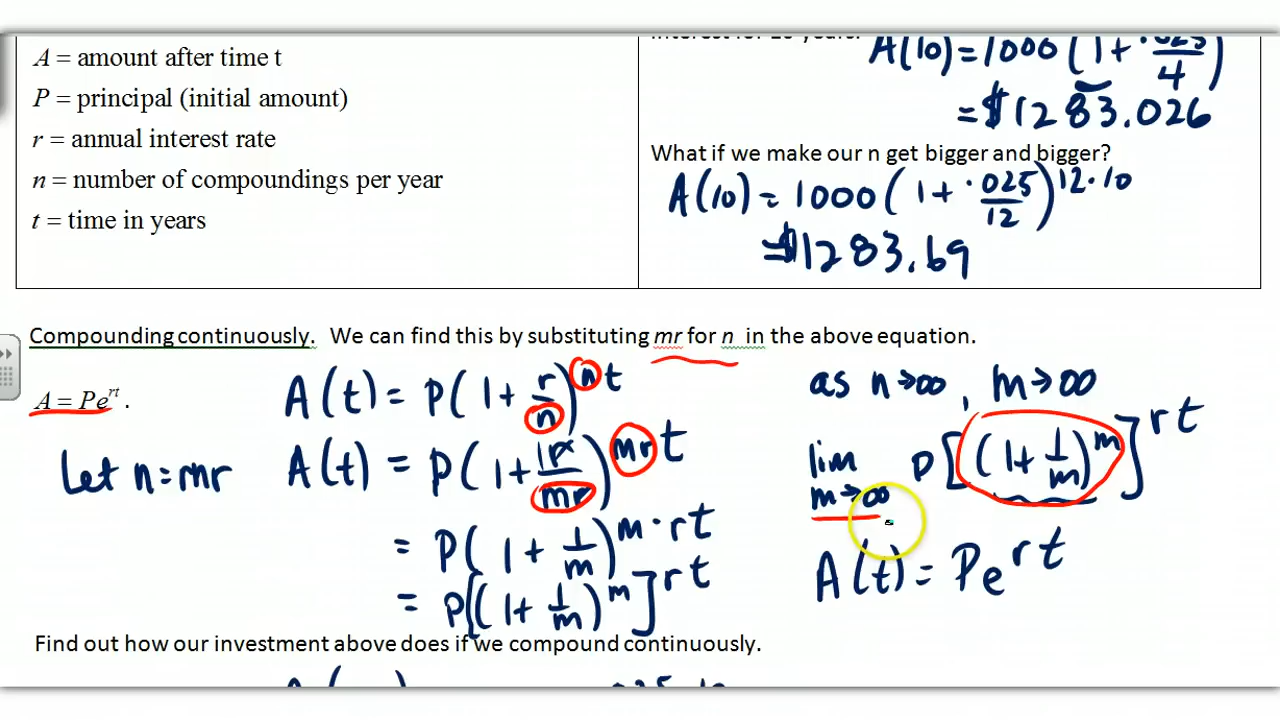 A = amount after time t
P = principal (initial amount)
r = annual interest rate
n = number of compoundings per year
t = time in years
A(10) = 1000 (1 + .025/4)
= $1283.026
What if we make our n get bigger and bigger?
A(10) = 1000 (1 + .025/12)^12·10
= $1283.69
Compounding continuously. We can find this by substituting mr for n in the above equation.
A = Pe^rt .
Let n = mr
A(t) = P(1 + r/n)^nt
A(t) = P(1 + 1r/mr)^mrt
= P(1 + 1/m)^m·rt
= P[(1 + 1/m)^m]^rt
as n→∞, m→∞
lim m→∞ P[(1 + 1/m)^m]^rt
A(t) = Pe^rt
Find out how our investment above does if we compound continuously.